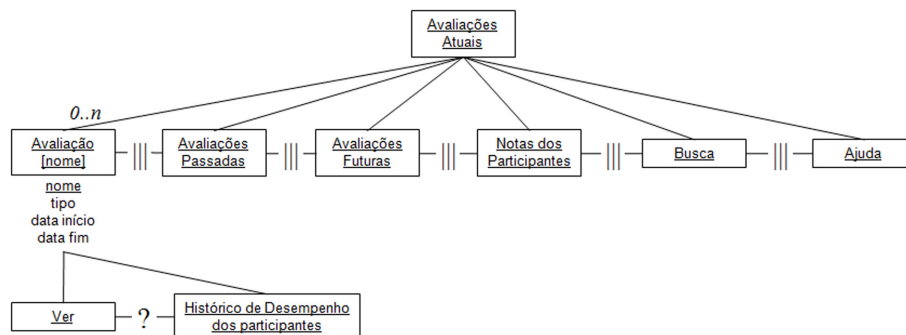 Avaliações
Atuais
0..n
Avaliação
[nome]
|||
Avaliações
Passadas
|||
Avaliações
Futuras
|||
Notas dos
Participantes
|||
Busca
|||
Ajuda
nome
tipo
data início
data fim
Ver
?
Histórico de Desempenho
dos participantes